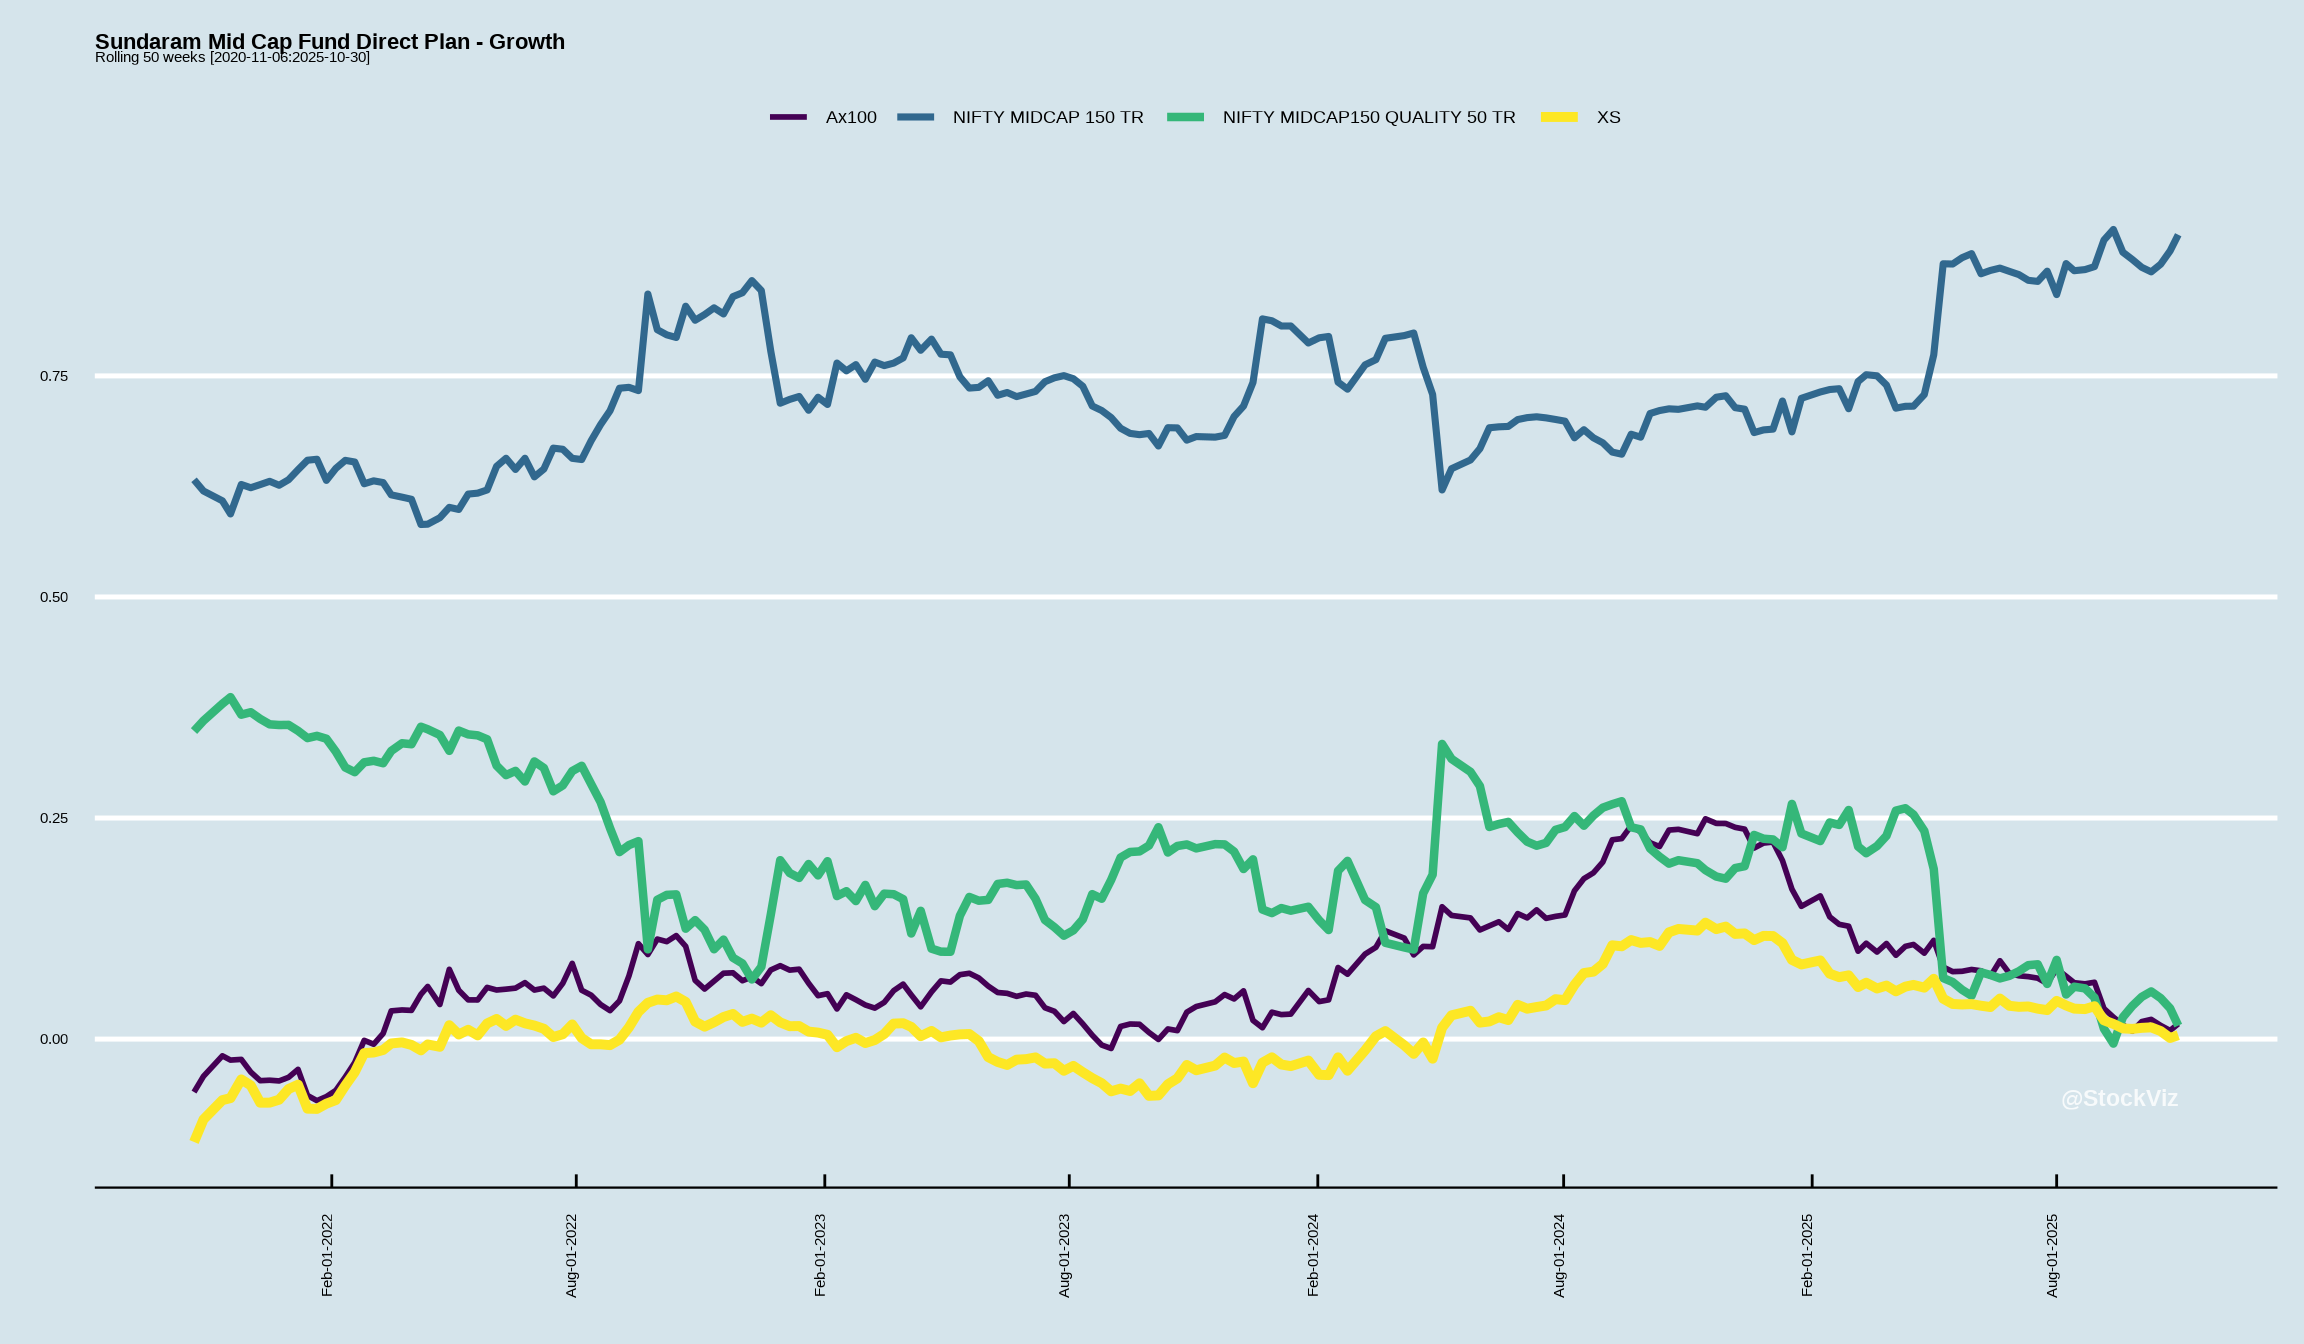 Sundaram Mid Cap Fund Direct Plan - Growth
Rolling 50 weeks [2020-11-06:2025-10-30]
Ax100 NIFTY MIDCAP 150 TR NIFTY MIDCAP150 QUALITY 50 TR XS
0.75
0.50
0.25
0.00
@StockViz
Feb-01-2022
Aug-01-2022
Feb-01-2023
Aug-01-2023
Feb-01-2024
Aug-01-2024
Feb-01-2025
Aug-01-2025